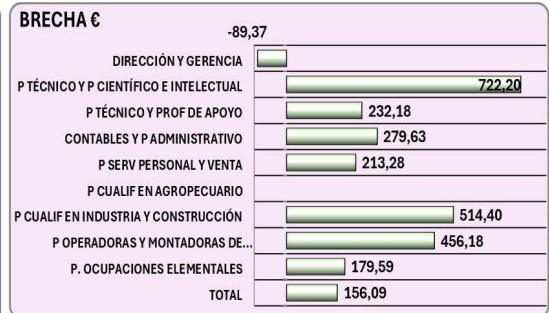 BRECHA €
-89,37
DIRECCIÓN Y GERENCIA
P TÉCNICO Y P CIENTÍFICO E INTELECTUAL 722,20
P TÉCNICO Y PROF DE APOYO 232,18
CONTABLES Y P ADMINISTRATIVO 279,63
P SERV PERSONAL Y VENTA 213,28
P CUALIF EN AGROPECUARIO
P CUALIF EN INDUSTRIA Y CONSTRUCCIÓN 514,40
P OPERADORAS Y MONTADORAS DE... 456,18
P. OCUPACIONES ELEMENTALES 179,59
TOTAL 156,09